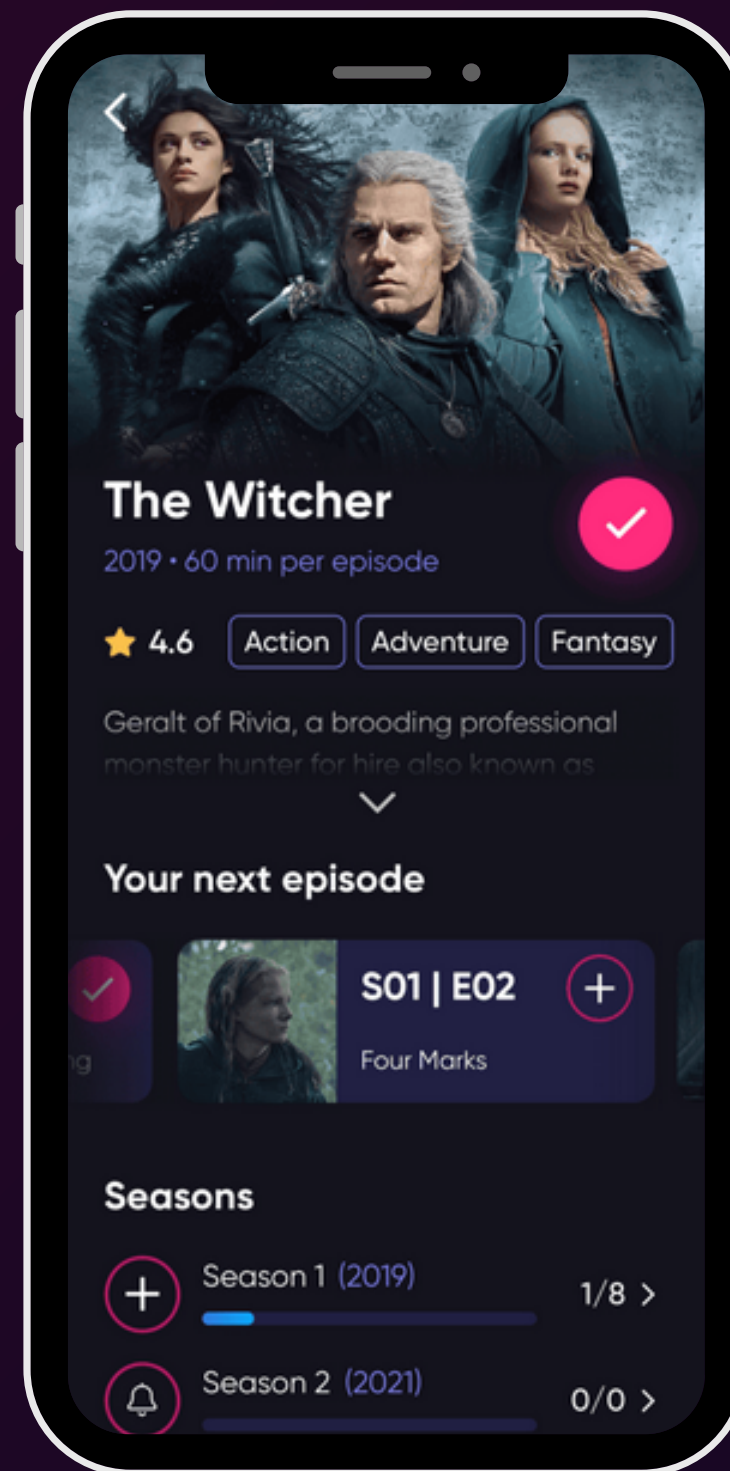 The Witcher
2019 • 60 min per episode
4.6 Action Adventure Fantasy
Geralt of Rivia, a brooding professional
monster hunter for hire also known as
Your next episode
S01 | E02
ng Four Marks
Seasons
Season 1 (2019) 1/8 >
Season 2 (2021) 0/0 >